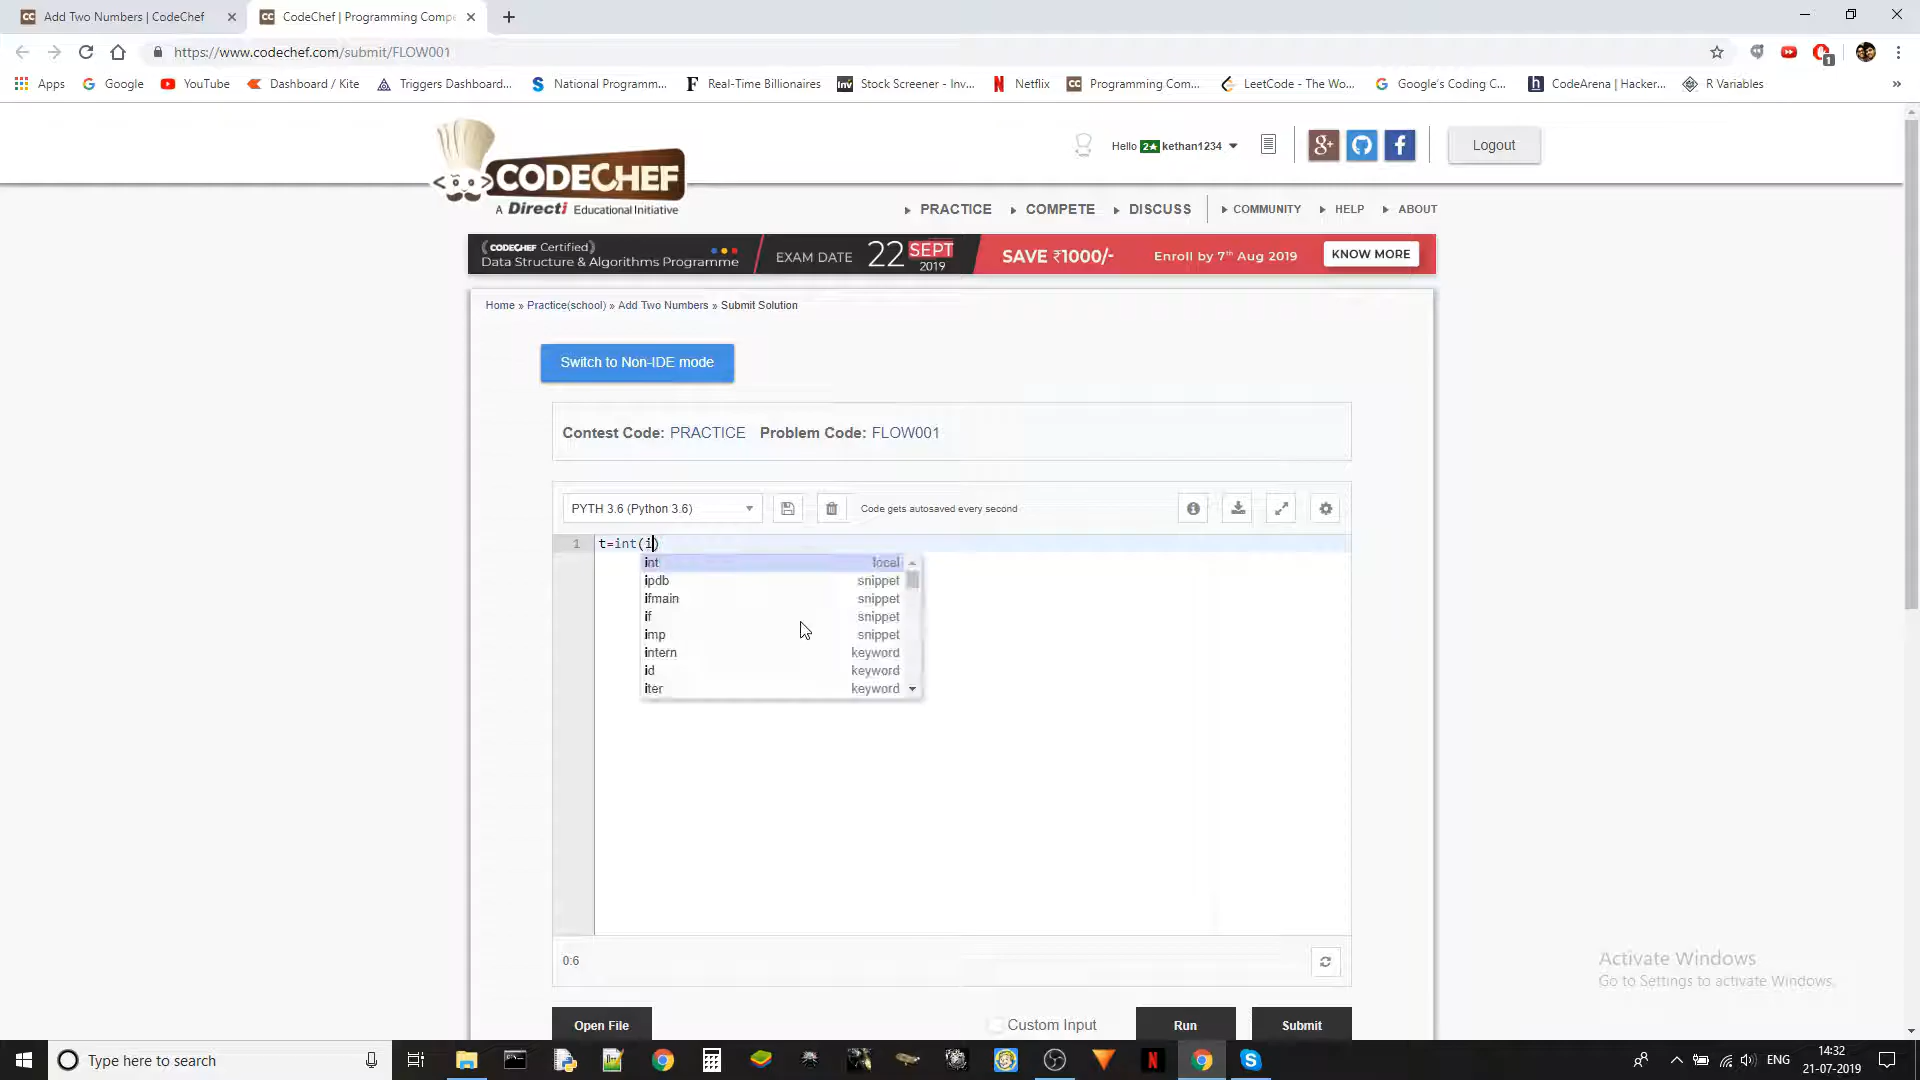 Add Two Numbers | CodeChef
CodeChef | Programming Compe
https://www.codechef.com/submit/FLOW001
Apps
Google
YouTube
Dashboard / Kite
Triggers Dashboard...
National Programm...
Real-Time Billionaires
Stock Screener - Inv...
Netflix
Programming Com...
LeetCode - The Wo...
Google's Coding C...
CodeArena | Hacker...
R Variables
CODECHEF
A Directi Educational Initiative
Hello 2★ kethan1234
Logout
PRACTICE
COMPETE
DISCUSS
COMMUNITY
HELP
ABOUT
CODECHEF Certified
Data Structure & Algorithms Programme
EXAM DATE 22 SEPT 2019
SAVE ₹1000/-
Enroll by 7th Aug 2019
KNOW MORE
Home » Practice(school) » Add Two Numbers » Submit Solution
Switch to Non-IDE mode
Contest Code: PRACTICE Problem Code: FLOW001
PYTH 3.6 (Python 3.6)
Code gets autosaved every second
1 t=int(i)
int local
ipdb snippet
ifmain snippet
if snippet
imp snippet
intern keyword
id keyword
iter keyword
0:6
Open File
Custom Input
Run
Submit
Activate Windows
Go to Settings to activate Windows.
Type here to search
ENG
14:32
21-07-2019